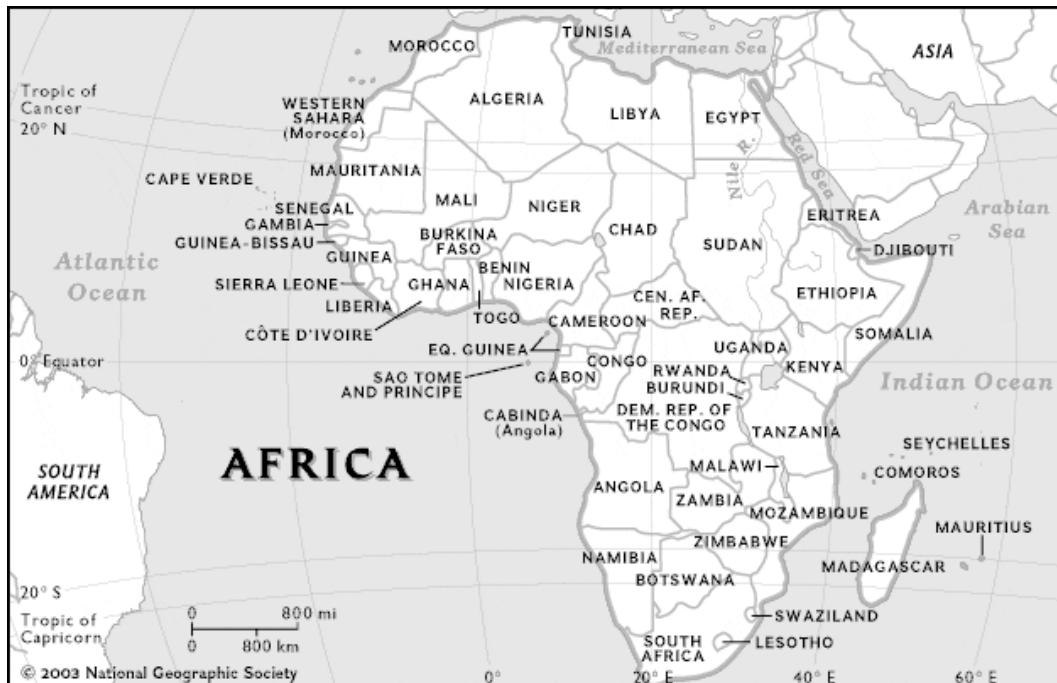 TUNISIA
Mediterranean Sea
MOROCCO
ASIA
Tropic of
Cancer
20° N
WESTERN
SAHARA
(Morocco)
ALGERIA
LIBYA
EGYPT
Nile R.
Red Sea
MAURITANIA
CAPE VERDE
MALI
NIGER
CHAD
SUDAN
ERITREA
Arabian
Sea
SENEGAL
GAMBIA
GUINEA-BISSAU
BURKINA
FASO
DJIBOUTI
Atlantic
Ocean
GUINEA
BENIN
SIERRA LEONE
GHANA
NIGERIA
ETHIOPIA
LIBERIA
CEN. AF.
REP.
TOGO
CÔTE D'IVOIRE
CAMEROON
SOMALIA
0° Equator
EQ. GUINEA
UGANDA
CONGO
KENYA
SAO TOME
AND PRINCIPE
GABON
RWANDA
BURUNDI
Indian Ocean
CABINDA
(Angola)
DEM. REP. OF
THE CONGO
TANZANIA
SEYCHELLES
AFRICA
SOUTH
AMERICA
MALAWI
COMOROS
ANGOLA
ZAMBIA
MOZAMBIQUE
MAURITIUS
ZIMBABWE
NAMIBIA
MADAGASCAR
BOTSWANA
20° S
0 800 mi
SWAZILAND
Tropic of
Capricorn
0 800 km
SOUTH
AFRICA
LESOTHO
© 2003 National Geographic Society
0° 20° E 40° E 60° E